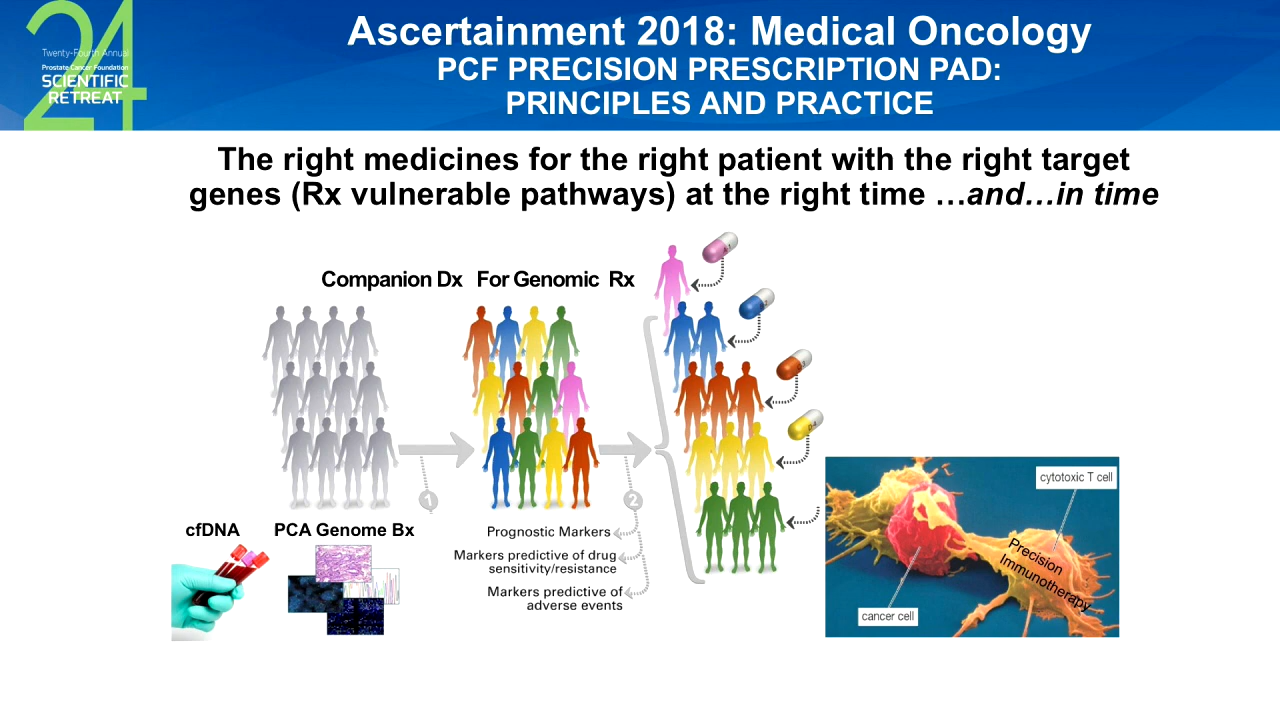 Twenty-Fourth Annual
Prostate Cancer Foundation
SCIENTIFIC
RETREAT
24
Ascertainment 2018: Medical Oncology
PCF PRECISION PRESCRIPTION PAD:
PRINCIPLES AND PRACTICE
The right medicines for the right patient with the right target
genes (Rx vulnerable pathways) at the right time …and…in time
Companion Dx For Genomic Rx
1
2
cfDNA
PCA Genome Bx
Prognostic Markers
Markers predictive of drug
sensitivity/resistance
Markers predictive of
adverse events
cytotoxic T cell
Precision
Immunotherapy
cancer cell